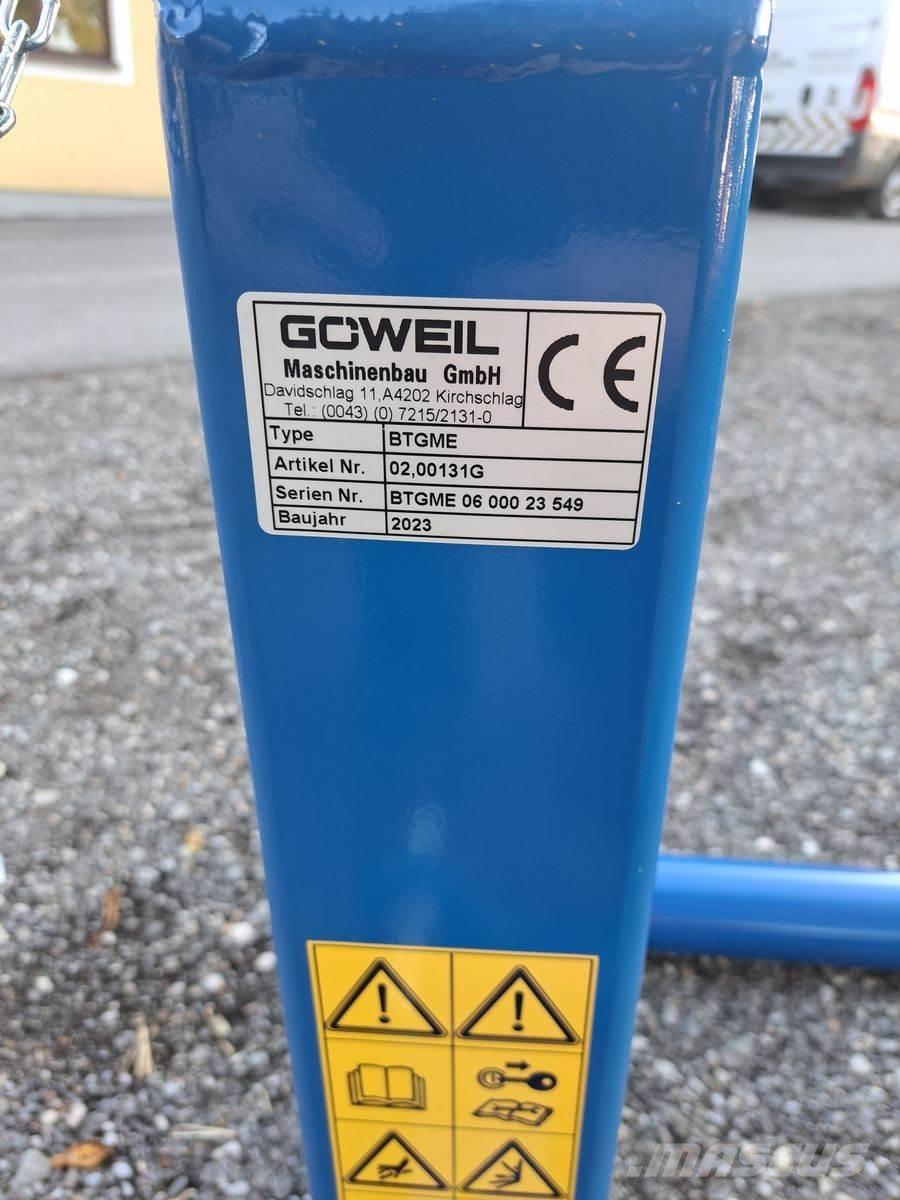 GÖWEIL
Maschinenbau GmbH
Davidschlag 11,A4202 Kirchschlag
Tel.: (0043) (0) 7215/2131-0
CE
Type BTGME
Artikel Nr. 02,00131G
Serien Nr. BTGME 06 000 23 549
Baujahr 2023
MASCUS